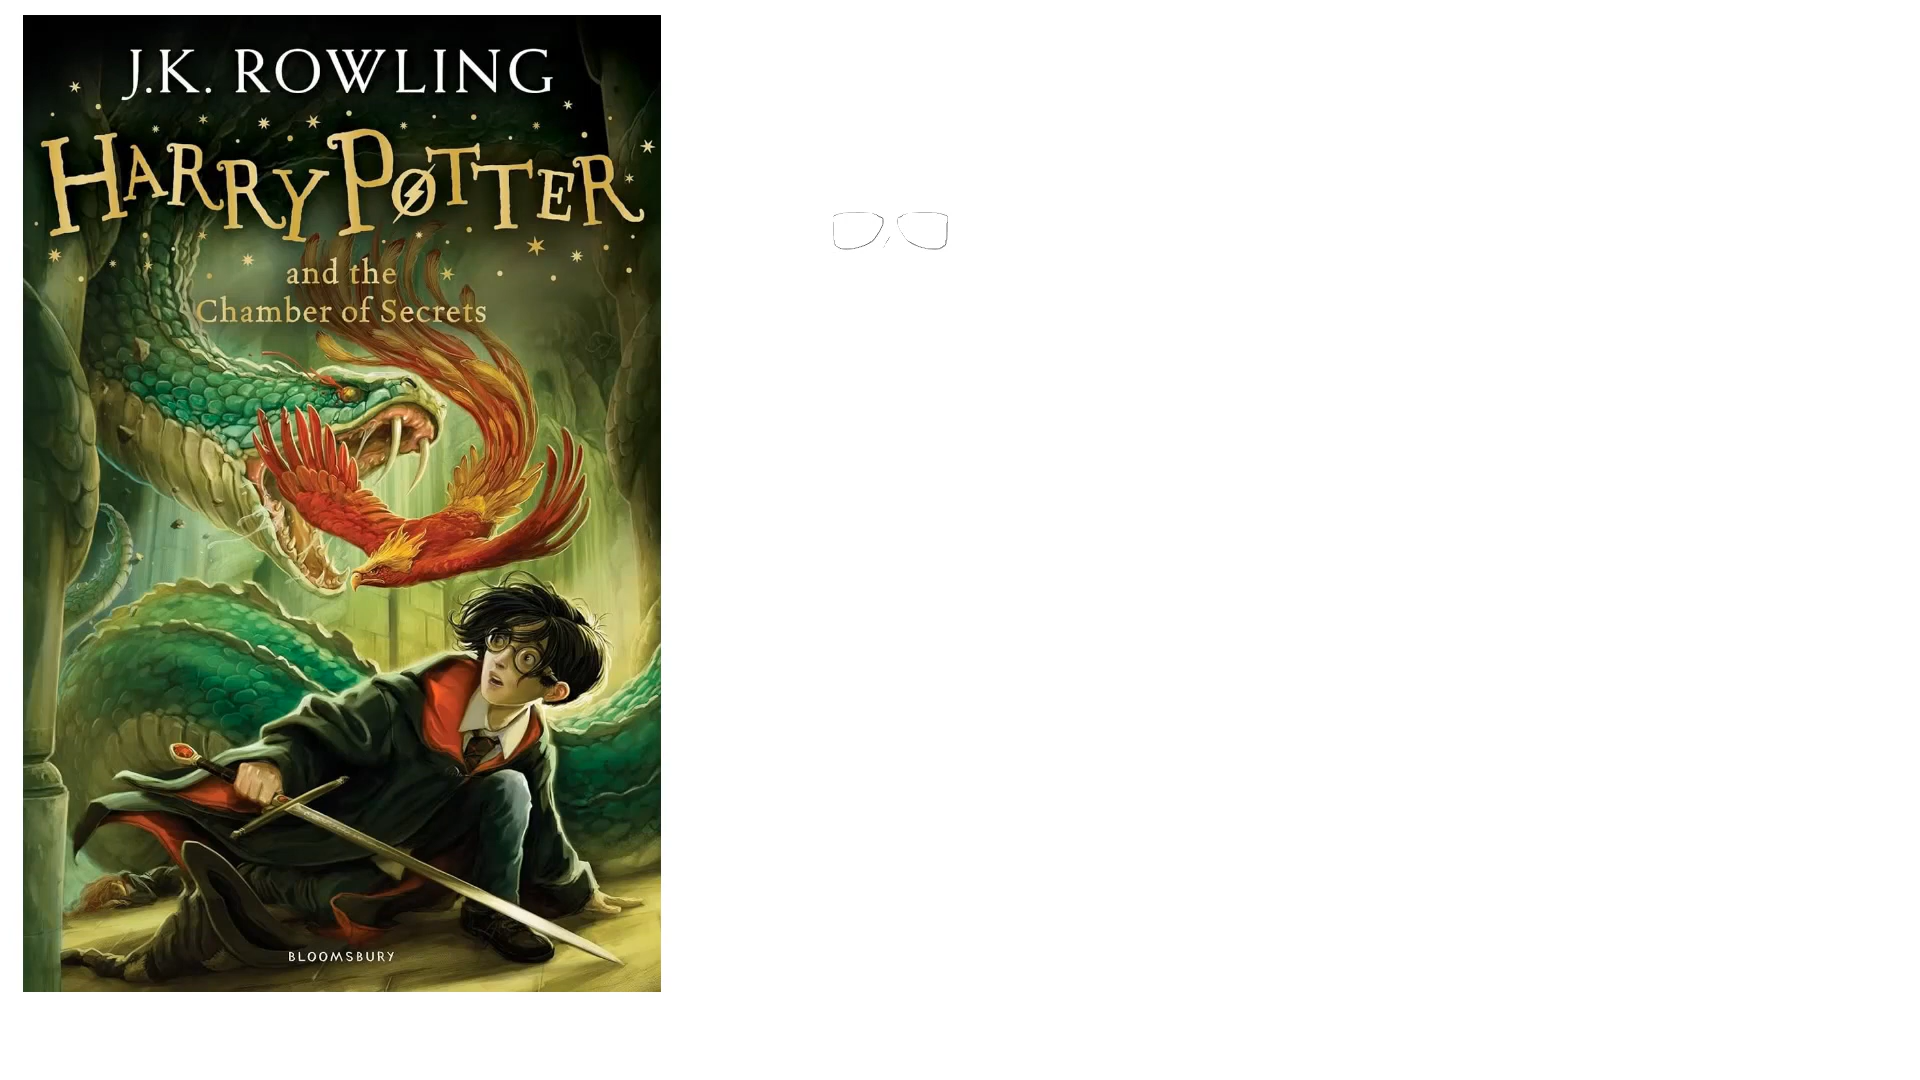 J.K. ROWLING
HARRY POTTER
and the
Chamber of Secrets
BLOOMSBURY